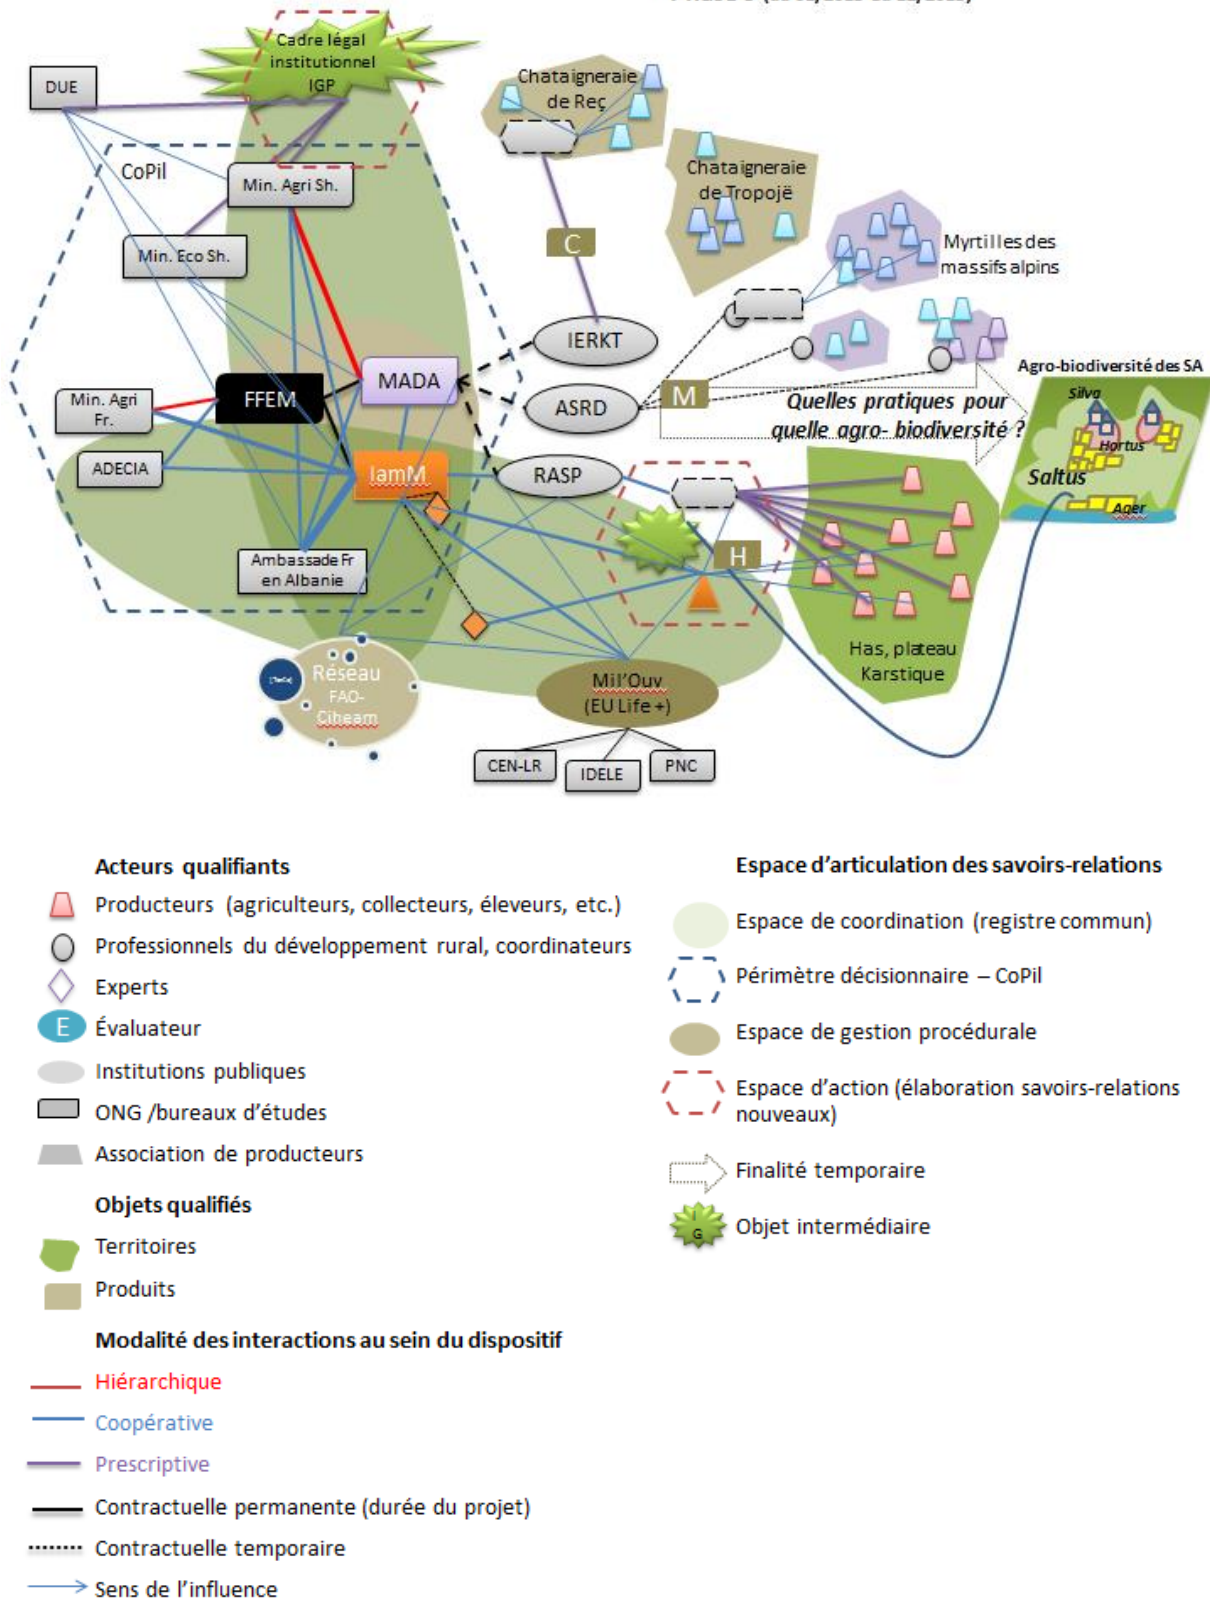 Cadre légal
institutionnel
IGP
DUE
CoPil
Min. Agri Sh.
Min. Eco Sh.
Chataigneraie
de Reç
Chataigneraie
de Tropojë
Myrtilles des
massifs alpins
C
IERKT
MADA
FFEM
Min. Agri
Fr.
ASRD
M
Quelles pratiques pour
quelle agro- biodiversité ?
Agro-biodiversité des SA
Silva
Hortus
Saltus
Ager
ADECIA
IamM
RASP
H
Ambassade Fr
en Albanie
Has, plateau
Karstique
Réseau
FAO-
Ciheam
Mil'Ouv
(EU Life +)
CEN-LR
IDELE
PNC
Acteurs qualifiants
Producteurs (agriculteurs, collecteurs, éleveurs, etc.)
Professionnels du développement rural, coordinateurs
Experts
E
Évaluateur
Institutions publiques
ONG /bureaux d'études
Association de producteurs
Objets qualifiés
Territoires
Produits
Modalité des interactions au sein du dispositif
Hiérarchique
Coopérative
Prescriptive
Contractuelle permanente (durée du projet)
Contractuelle temporaire
Sens de l'influence
Espace d'articulation des savoirs-relations
Espace de coordination (registre commun)
Périmètre décisionnaire – CoPil
Espace de gestion procédurale
Espace d'action (élaboration savoirs-relations
nouveaux)
Finalité temporaire
I
G
Objet intermédiaire